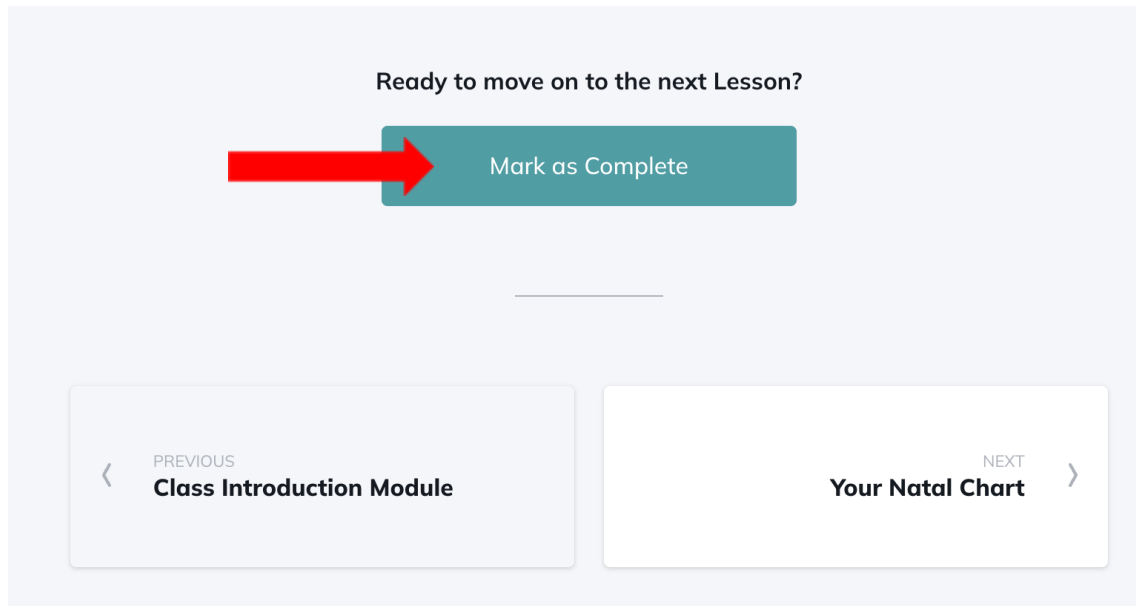 Ready to move on to the next Lesson?
Mark as Complete
PREVIOUS
Class Introduction Module
NEXT
Your Natal Chart